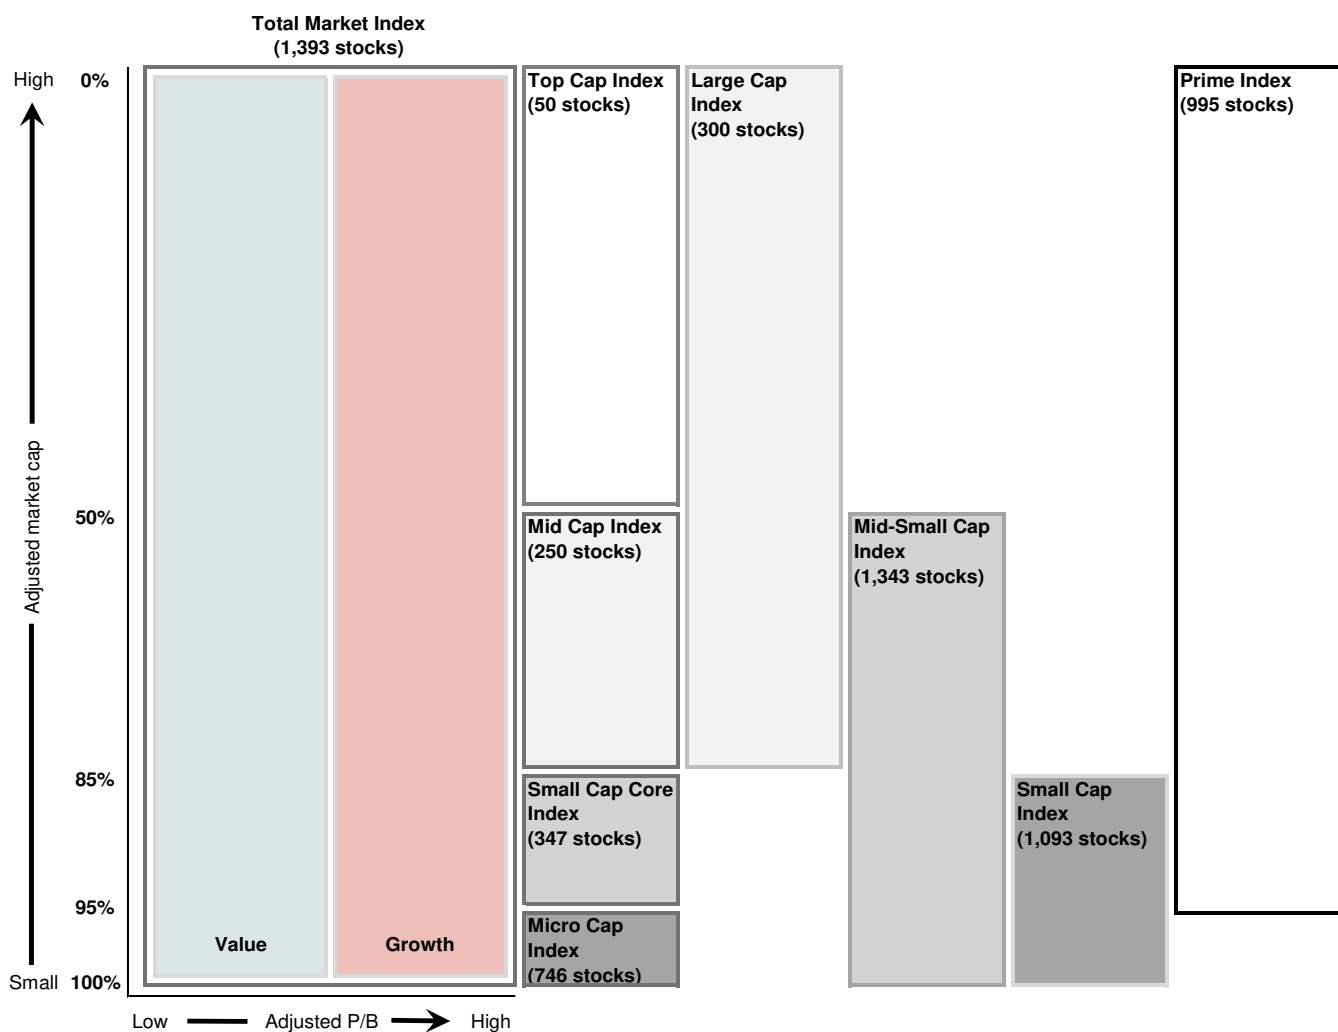 Total Market Index
(1,393 stocks)
High
0%
Top Cap Index
(50 stocks)
Large Cap
Index
(300 stocks)
Prime Index
(995 stocks)
Adjusted market cap
50%
Mid Cap Index
(250 stocks)
Mid-Small Cap
Index
(1,343 stocks)
85%
Small Cap Core
Index
(347 stocks)
Small Cap
Index
(1,093 stocks)
95%
Micro Cap
Index
(746 stocks)
Value
Growth
Small
100%
Low
Adjusted P/B
High